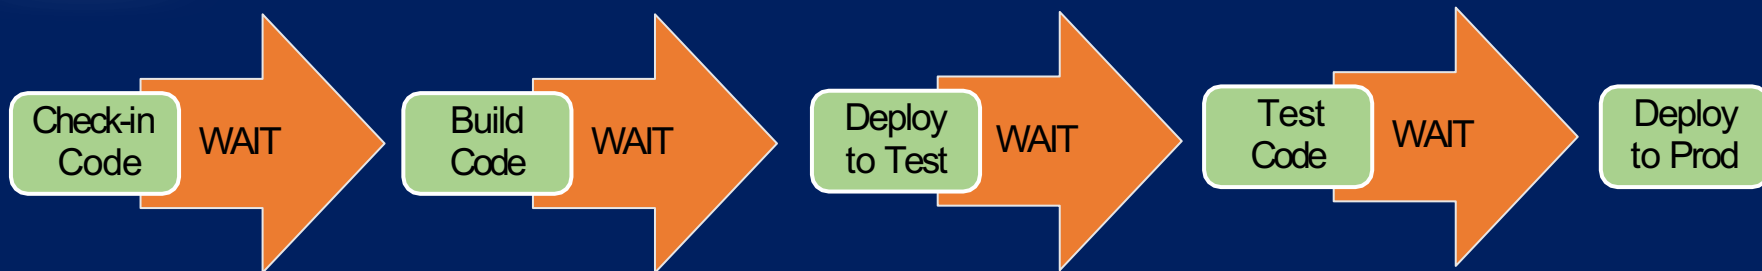 Check-in
Code
WAIT
Build
Code
WAIT
Deploy
to Test
WAIT
Test
Code
WAIT
Deploy
to Prod